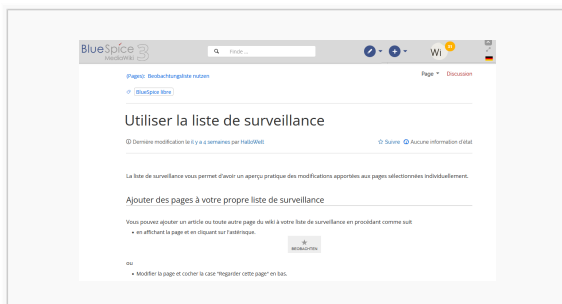 BlueSpice 3
MediaWiki
Finde ...
Wi
(Pages): Beobachtungsliste nutzen
Page
Discussion
BlueSpice libre
Utiliser la liste de surveillance
Dernière modification le il y a 4 semaines par HalloWelt
Suivre
Aucune information d'état
La liste de surveillance vous permet d'avoir un aperçu pratique des modifications apportées aux pages sélectionnées individuellement.
Ajouter des pages à votre propre liste de surveillance
Vous pouvez ajouter un article ou toute autre page du wiki à votre liste de surveillance en procédant comme suit
• en affichant la page et en cliquant sur l'astérisque.
BEOBACHTEN
ou
• Modifier la page et cocher la case "Regarder cette page" en bas.